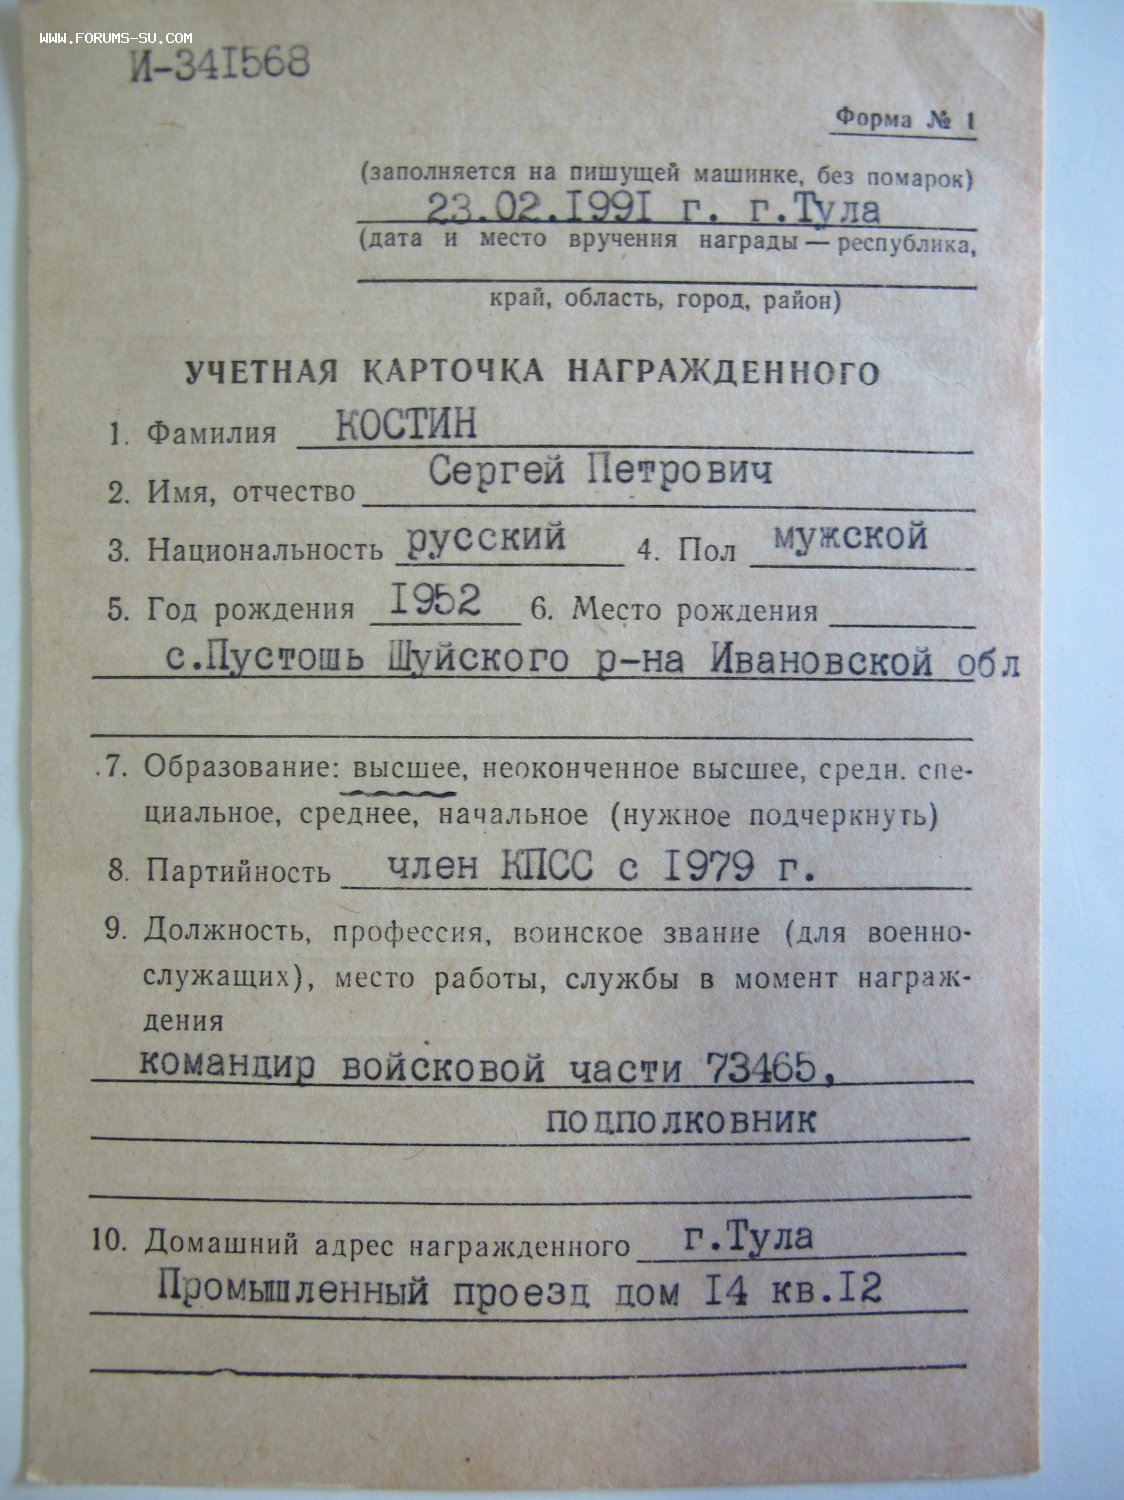 WWW.FORUMS-SU.COM
И-341568
Форма № 1
(заполняется на пишущей машинке, без помарок)
23.02.1991 г. г.Тула
(дата и место вручения награды — республика,
край, область, город, район)
УЧЕТНАЯ КАРТОЧКА НАГРАЖДЕННОГО
1. Фамилия КОСТИН
2. Имя, отчество Сергей Петрович
3. Национальность русский 4. Пол мужской
5. Год рождения 1952 6. Место рождения
с.Пустошь Шуйского р-на Ивановской обл
7. Образование: высшее, неоконченное высшее, средн. спе-
циальное, среднее, начальное (нужное подчеркнуть)
8. Партийность член КПСС с 1979 г.
9. Должность, профессия, воинское звание (для военно-
служащих), место работы, службы в момент награж-
дения
командир войсковой части 73465,
подполковник
10. Домашний адрес награжденного г.Тула
Промышленный проезд дом 14 кв.12